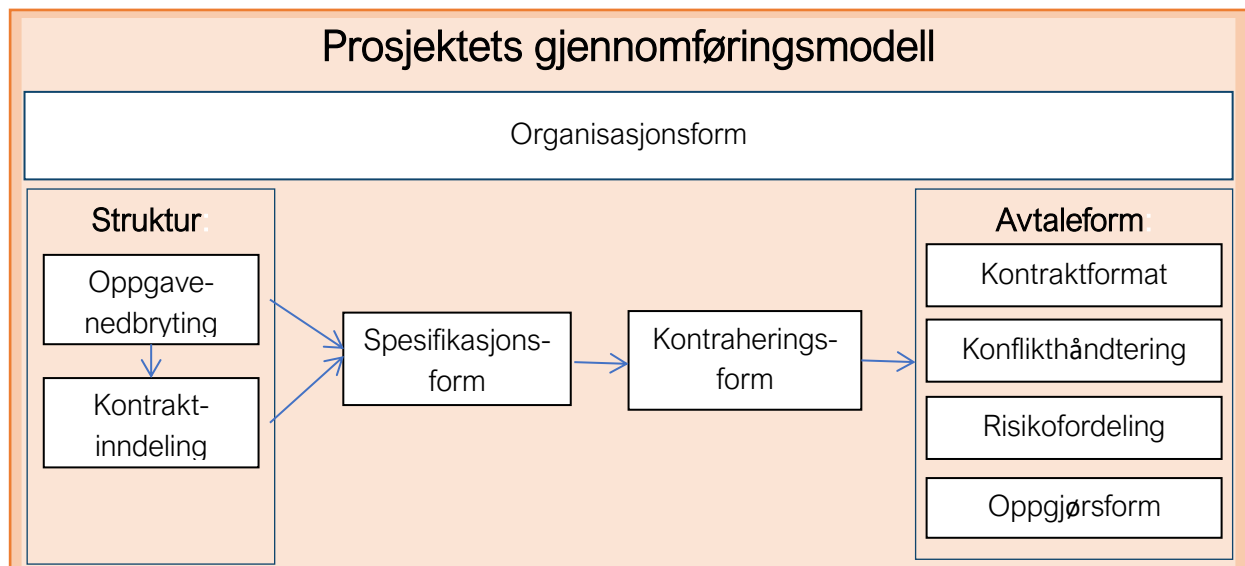 Prosjektets gjennomføringsmodell
Organisasjonsform
Struktur:
Oppgave-
nedbryting
Kontrakt-
inndeling
Spesifikasjons-
form
Kontraherings-
form
Avtaleform:
Kontraktformat
Konflikthåndtering
Risikofordeling
Oppgjørsform